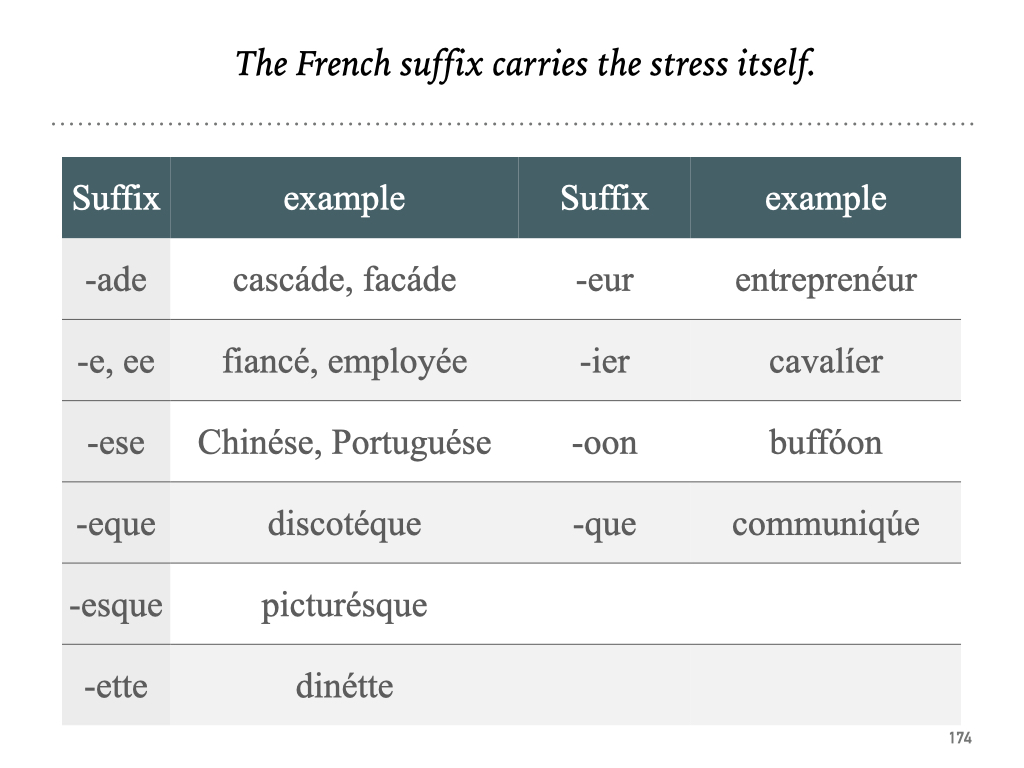 The French suffix carries the stress itself.
Suffix example Suffix example
-ade cascáde, facáde -eur entreprenéur
-e, ee fiancé, employée -ier cavalíer
-ese Chinése, Portuguése -oon buffóon
-eque discotéque -que communiqúe
-esque picturésque
-ette dinétte
174